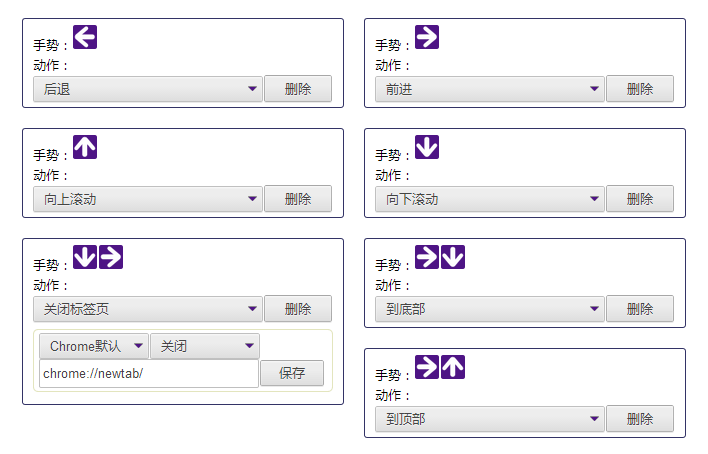 手势：
动作：
后退 删除
手势：
动作：
前进 删除
手势：
动作：
向上滚动 删除
手势：
动作：
向下滚动 删除
手势：
动作：
关闭标签页 删除
Chrome默认 关闭
chrome://newtab/ 保存
手势：
动作：
到底部 删除
手势：
动作：
到顶部 删除